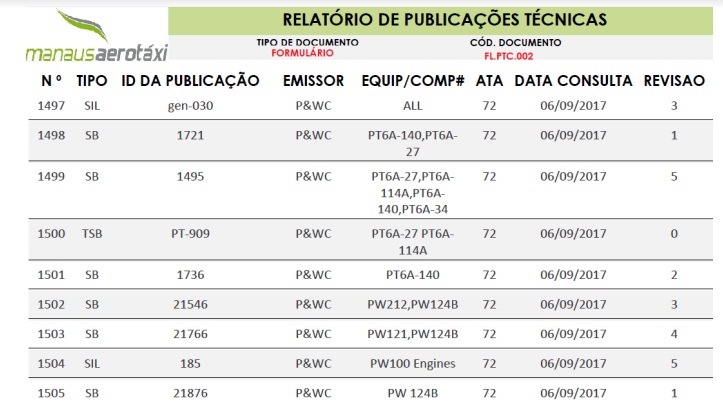 manausaerotáxi
RELATÓRIO DE PUBLICAÇÕES TÉCNICAS
TIPO DE DOCUMENTO CÓD. DOCUMENTO
FORMULÁRIO FL.PTC.002
N º TIPO ID DA PUBLICAÇÃO EMISSOR EQUIP/COMP# ATA DATA CONSULTA REVISAO
1497 SIL gen-030 P&WC ALL 72 06/09/2017 3
1498 SB 1721 P&WC PT6A-140,PT6A- 72 06/09/2017 1
27
1499 SB 1495 P&WC PT6A-27,PT6A- 72 06/09/2017 5
114A,PT6A-
140,PT6A-34
1500 TSB PT-909 P&WC PT6A-27 PT6A- 72 06/09/2017 0
114A
1501 SB 1736 P&WC PT6A-140 72 06/09/2017 2
1502 SB 21546 P&WC PW212,PW124B 72 06/09/2017 3
1503 SB 21766 P&WC PW121,PW124B 72 06/09/2017 4
1504 SIL 185 P&WC PW100 Engines 72 06/09/2017 5
1505 SB 21876 P&WC PW 124B 72 06/09/2017 1